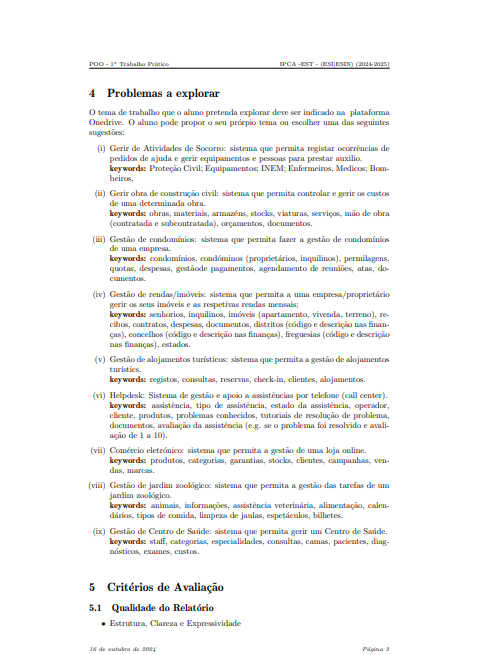 POO - 1º Trabalho Prático IPCA -EST - (ESI|ESIN) (2024-2025)
4 Problemas a explorar
O tema de trabalho que o aluno pretenda explorar deve ser indicado na plataforma
Onedrive. O aluno pode propor o seu prórpio tema ou escolher uma das seguintes
sugestões:
(i) Gerir de Atividades de Socorro: sistema que permita registar ocorrências de
pedidos de ajuda e gerir equipamentos e pessoas para prestar auxílio.
keywords: Proteção Civil; Equipamentos; INEM; Enfermeiros, Medicos; Bom-
beiros,
(ii) Gerir obra de construção civil: sistema que permita controlar e gerir os custos
de uma determinada obra.
keywords: obras, materiais, armazéns, stocks, viaturas, serviços, mão de obra
(contratada e subcontratada), orçamentos, documentos.
(iii) Gestão de condomínios: sistema que permita fazer a gestão de condomínios
de uma empresa.
keywords: condomínios, condóminos (proprietários, inquilinos), permilagens,
quotas, despesas, gestãode pagamentos, agendamento de reuniões, atas, do-
cumentos.
(iv) Gestão de rendas/imóveis: sistema que permita a uma empresa/proprietário
gerir os seus imóveis e as respetivas rendas mensais;
keywords: senhorios, inquilinos, imóveis (apartamento, vivenda, terreno), re-
cibos, contratos, despesas, documentos, distritos (código e descrição nas finan-
ças), concelhos (código e descrição nas finanças), freguesias (código e descrição
nas finanças), estados.
(v) Gestão de alojamentos turísticos: sistema que permita a gestão de alojamentos
turístics.
keywords: registos, consultas, reservas, check-in, clientes, alojamentos.
(vi) Helpdesk: Sistema de gestão e apoio a assistências por telefone (call center).
keywords: assistência, tipo de assistência, estado da assistência, operador,
cliente, produtos, problemas conhecidos, tutoriais de resolução de problema,
documentos, avaliação da assistência (e.g. se o problema foi resolvido e avali-
ação de 1 a 10).
(vii) Comércio eletrónico: sistema que permita a gestão de uma loja online.
keywords: produtos, categorias, garantias, stocks, clientes, campanhas, ven-
das, marcas.
(viii) Gestão de jardim zoológico: sistema que permita a gestão das tarefas de um
jardim zoológico.
keywords: animais, informações, assistência veterinária, alimentação, calen-
dários, tipos de comida, limpeza de jaulas, espetáculos, bilhetes.
(ix) Gestão de Centro de Saúde: sistema que permita gerir um Centro de Saúde.
keywords: staff, categorias, especialidades, consultas, camas, pacientes, diag-
nósticos, exames, custos.
5 Critérios de Avaliação
5.1 Qualidade do Relatório
• Estrutura, Clareza e Expressividade
16 de outubro de 2024 Página 3